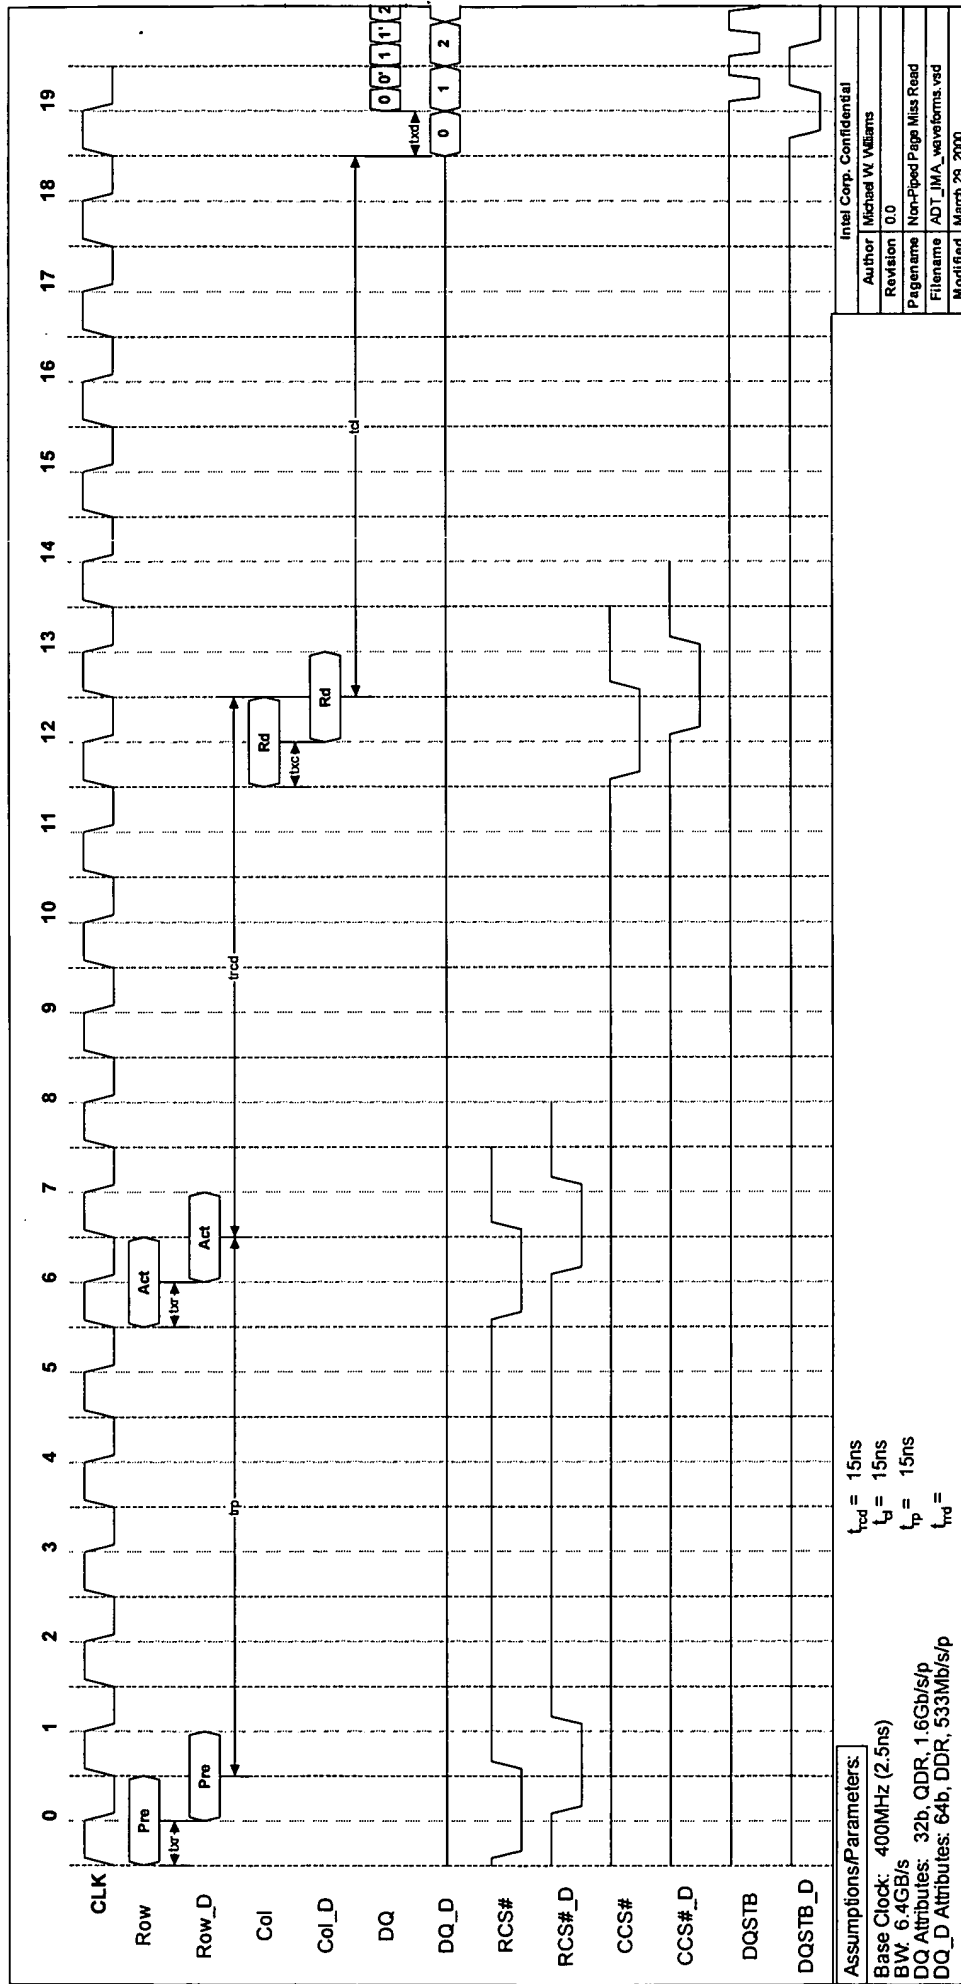 0 1 2 3 4 5 6 7 8 9 10 11 12 13 14 15 16 17 18 19
CLK
Row Pre Act
txr txr
Row_D Pre Act
trp trcd
Col Rd
txc
Col_D Rd
tcl
DQ 0 0' 1 1' 2
txd
DQ_D 0 1 2
RCS#
RCS#_D
CCS#
CCS#_D
DQSTB
DQSTB_D
Assumptions/Parameters:
Base Clock: 400MHz (2.5ns)
BW: 6.4GB/s
DQ Attributes: 32b, QDR, 1.6Gb/s/p
DQ_D Attributes: 64b, DDR, 533Mb/s/p
trcd = 15ns
tcl = 15ns
trp = 15ns
trrd =
Intel Corp. Confidential
Author Michael W. Williams
Revision 0.0
Pagename Non-Piped Page Miss Read
Filename ADT_IMA_waveforms.vsd
Modified March 29, 2000